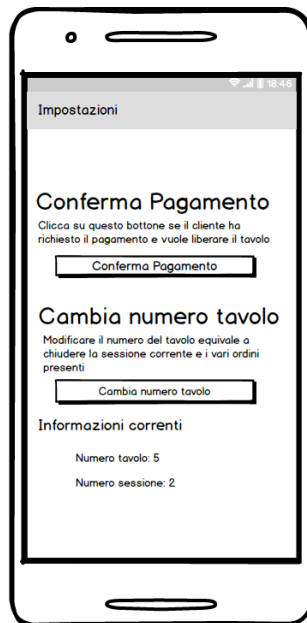 18:46
Impostazioni
Conferma Pagamento
Clicca su questo bottone se il cliente ha
richiesto il pagamento e vuole liberare il tavolo
Conferma Pagamento
Cambia numero tavolo
Modificare il numero del tavolo equivale a
chiudere la sessione corrente e i vari ordini
presenti
Cambia numero tavolo
Informazioni correnti
Numero tavolo: 5
Numero sessione: 2